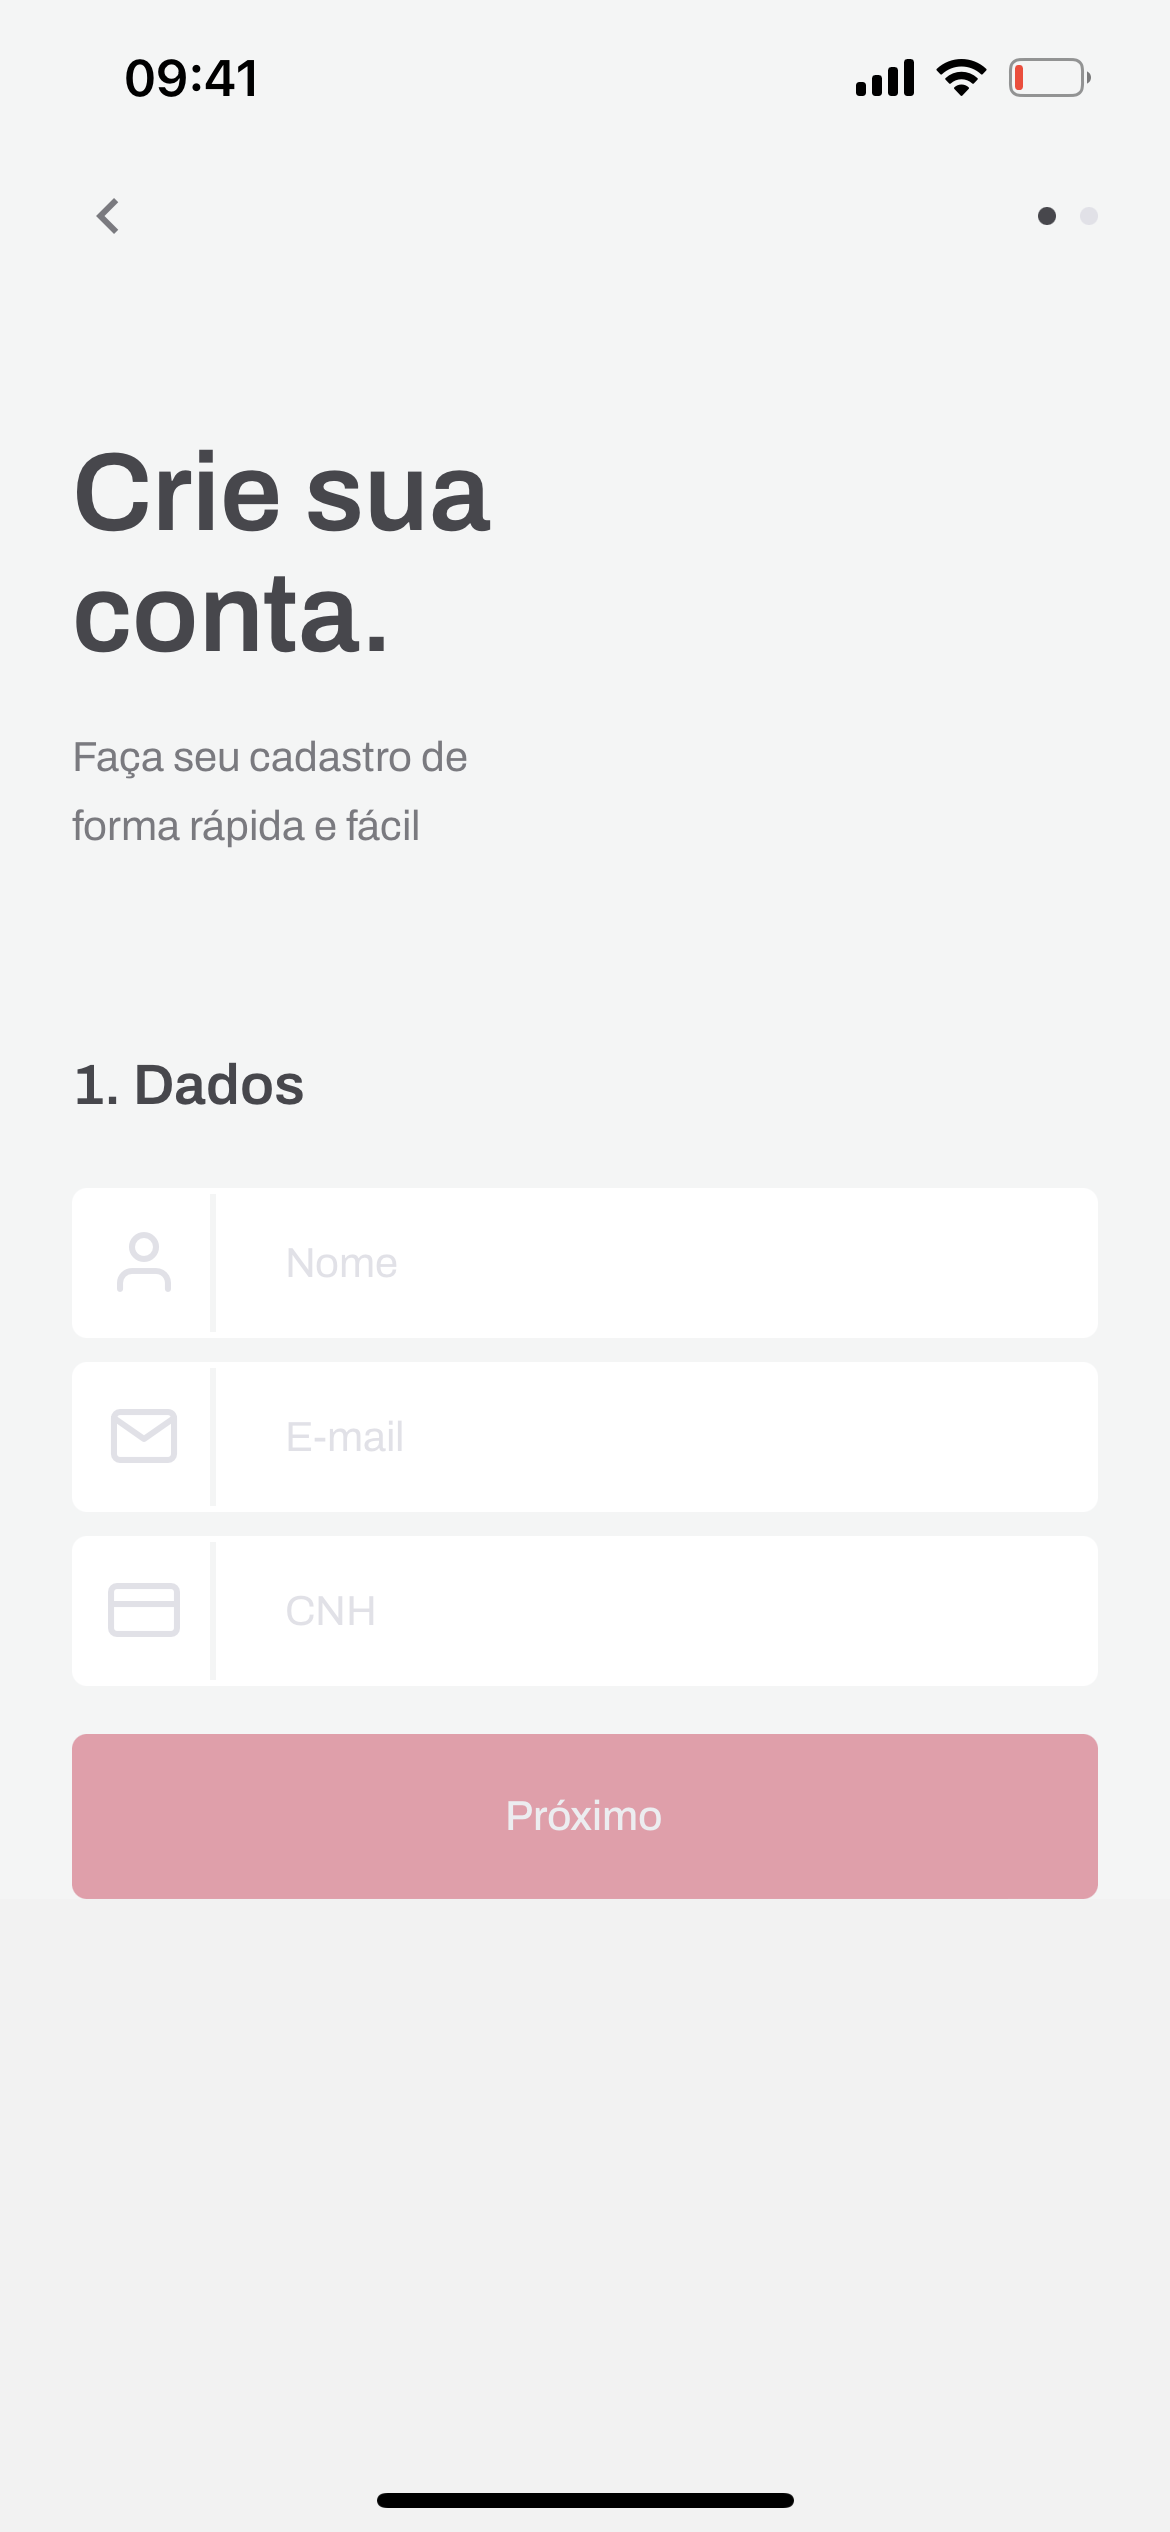 09:41
Crie sua
conta.
Faça seu cadastro de
forma rápida e fácil
1. Dados
Nome
E-mail
CNH
Próximo